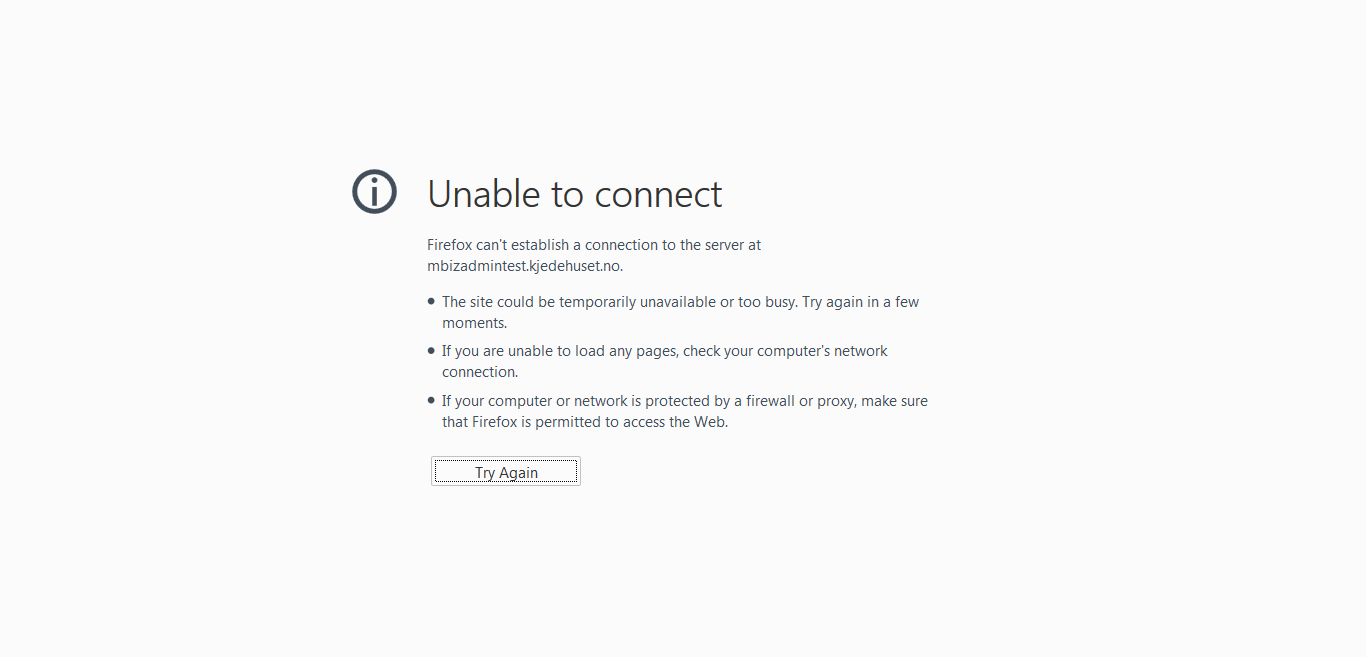 Unable to connect
Firefox can't establish a connection to the server at
mbizadmintest.kjedehuset.no.
• The site could be temporarily unavailable or too busy. Try again in a few
moments.
• If you are unable to load any pages, check your computer's network
connection.
• If your computer or network is protected by a firewall or proxy, make sure
that Firefox is permitted to access the Web.
Try Again